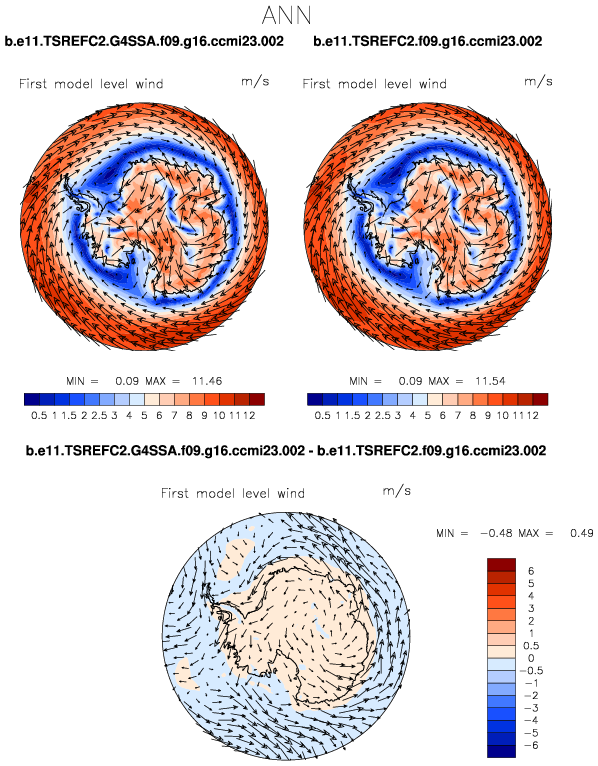 ANN
b.e11.TSREFC2.G4SSA.f09.g16.ccmi23.002
b.e11.TSREFC2.f09.g16.ccmi23.002
First model level wind m/s
First model level wind m/s
MIN = 0.09 MAX = 11.46
MIN = 0.09 MAX = 11.54
0.5 1 1.5 2 2.5 3 4 5 6 7 8 9 10 11 12
0.5 1 1.5 2 2.5 3 4 5 6 7 8 9 10 11 12
b.e11.TSREFC2.G4SSA.f09.g16.ccmi23.002 - b.e11.TSREFC2.f09.g16.ccmi23.002
First model level wind m/s
MIN = -0.48 MAX = 0.49
6
5
4
3
2
1
0.5
0
-0.5
-1
-2
-3
-4
-5
-6